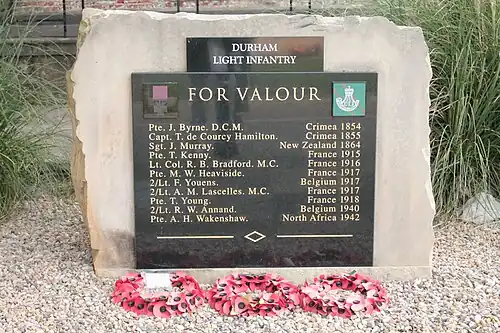 DURHAM
LIGHT INFANTRY
FOR VALOUR
Pte. J. Byrne. D.C.M. Crimea 1854
Capt. T. de Courcy Hamilton. Crimea 1855
Sgt. J. Murray. New Zealand 1864
Pte. T. Kenny. France 1915
Lt. Col. R. B. Bradford. M.C. France 1916
Pte. M. W. Heaviside. France 1917
2/Lt. F. Youens. Belgium 1917
2/Lt. A. M. Lascelles. M.C. France 1917
Pte. T. Young. France 1918
2/Lt. R. W. Annand. Belgium 1940
Pte. A. H. Wakenshaw. North Africa 1942